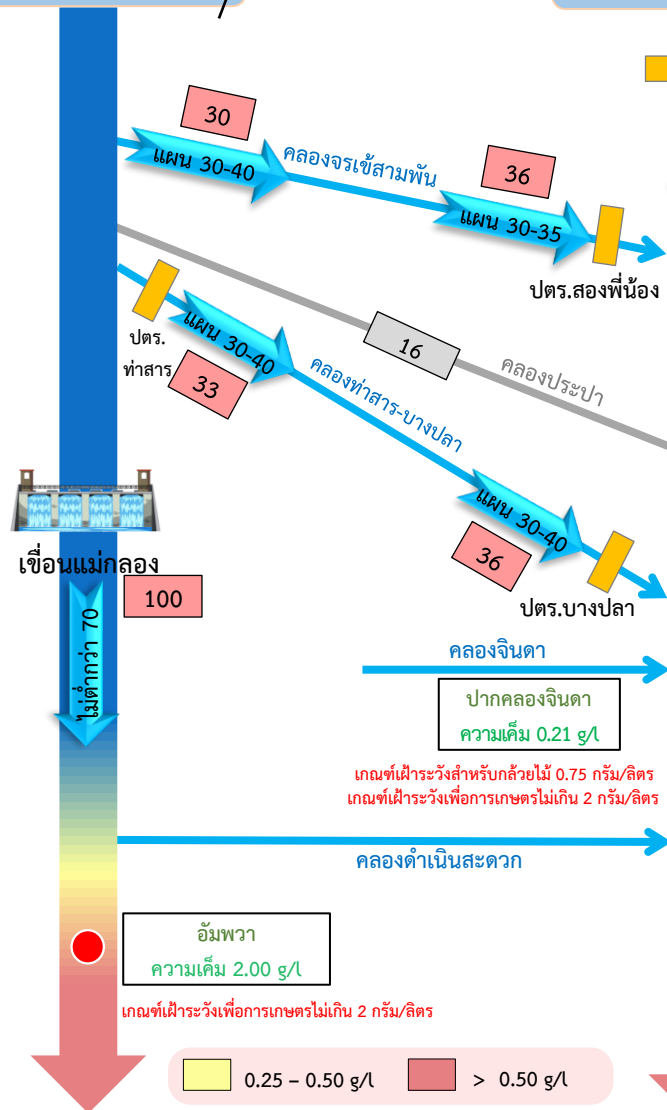 30
แผน 30-40
คลองจรเข้สามพัน
36
แผน 30-35
ปตร.สองพี่น้อง
ปตร.
ท่าสาร
แผน 30-40
33
16
คลองประปา
คลองท่าสาร-บางปลา
แผน 30-40
36
ปตร.บางปลา
เขื่อนแม่กลอง
100
ไม่ต่ำกว่า 70
คลองจินดา
ปากคลองจินดา
ความเค็ม 0.21 g/l
เกณฑ์เฝ้าระวังสำหรับกล้วยไม้ 0.75 กรัม/ลิตร
เกณฑ์เฝ้าระวังเพื่อการเกษตรไม่เกิน 2 กรัม/ลิตร
คลองดำเนินสะดวก
อัมพวา
ความเค็ม 2.00 g/l
เกณฑ์เฝ้าระวังเพื่อการเกษตรไม่เกิน 2 กรัม/ลิตร
0.25 – 0.50 g/l
> 0.50 g/l